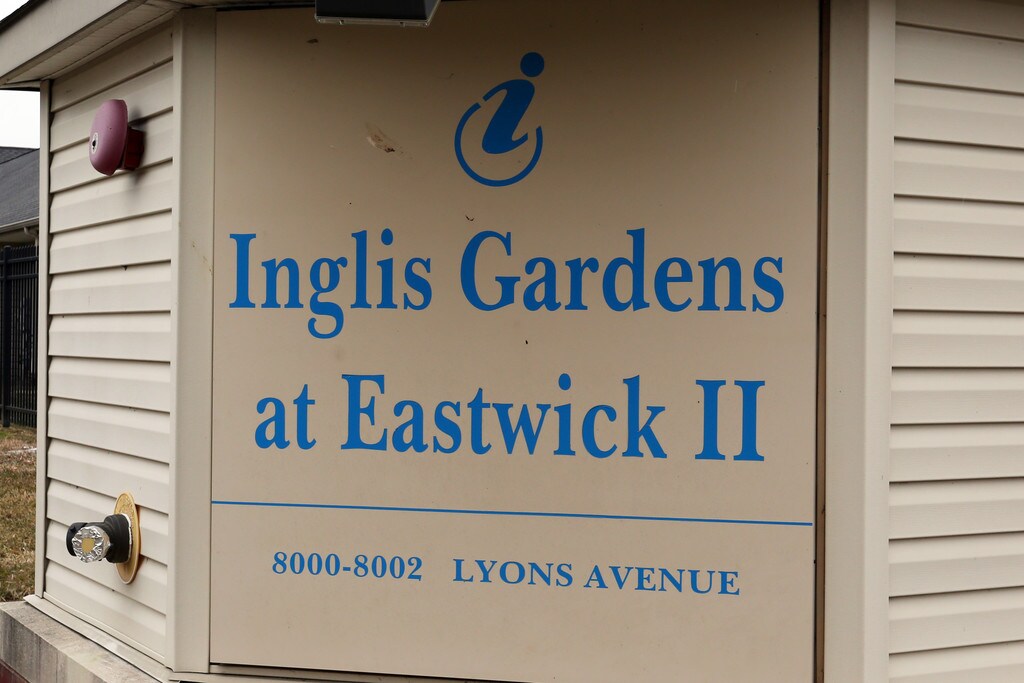 Inglis Gardens
at Eastwick II
8000-8002 LYONS AVENUE